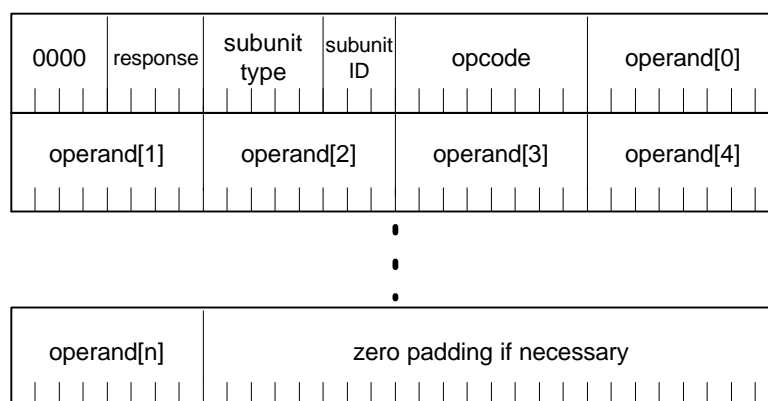 0000 response subunit type subunit ID opcode operand[0]
operand[1] operand[2] operand[3] operand[4]
operand[n] zero padding if necessary